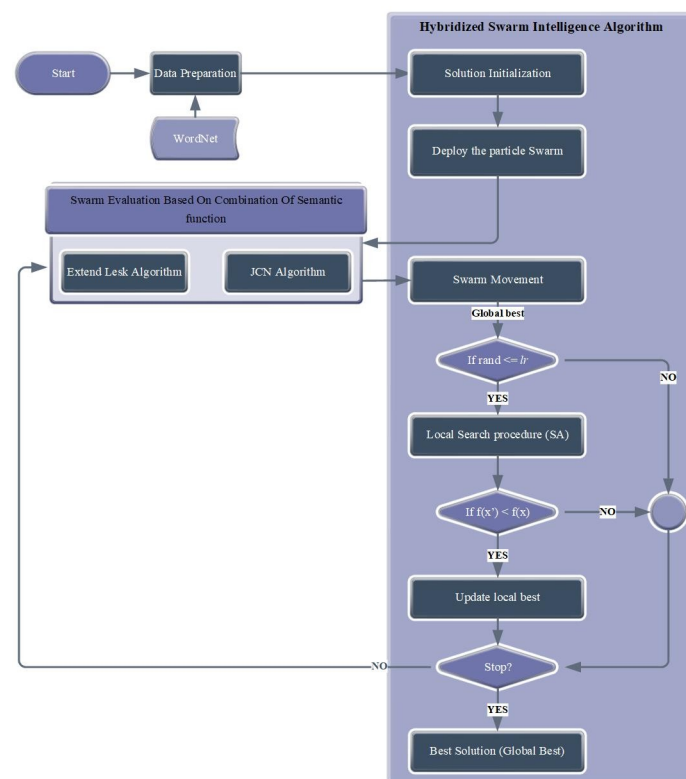 Hybridized Swarm Intelligence Algorithm
Start
Data Preparation
Solution Initialization
WordNet
Deploy the particle Swarm
Swarm Evaluation Based On Combination Of Semantic
function
Extend Lesk Algorithm
JCN Algorithm
Swarm Movement
Global best
If rand <= lr
NO
YES
Local Search procedure (SA)
If f(x’) < f(x)
NO
YES
Update local best
Stop?
NO
YES
Best Solution (Global Best)